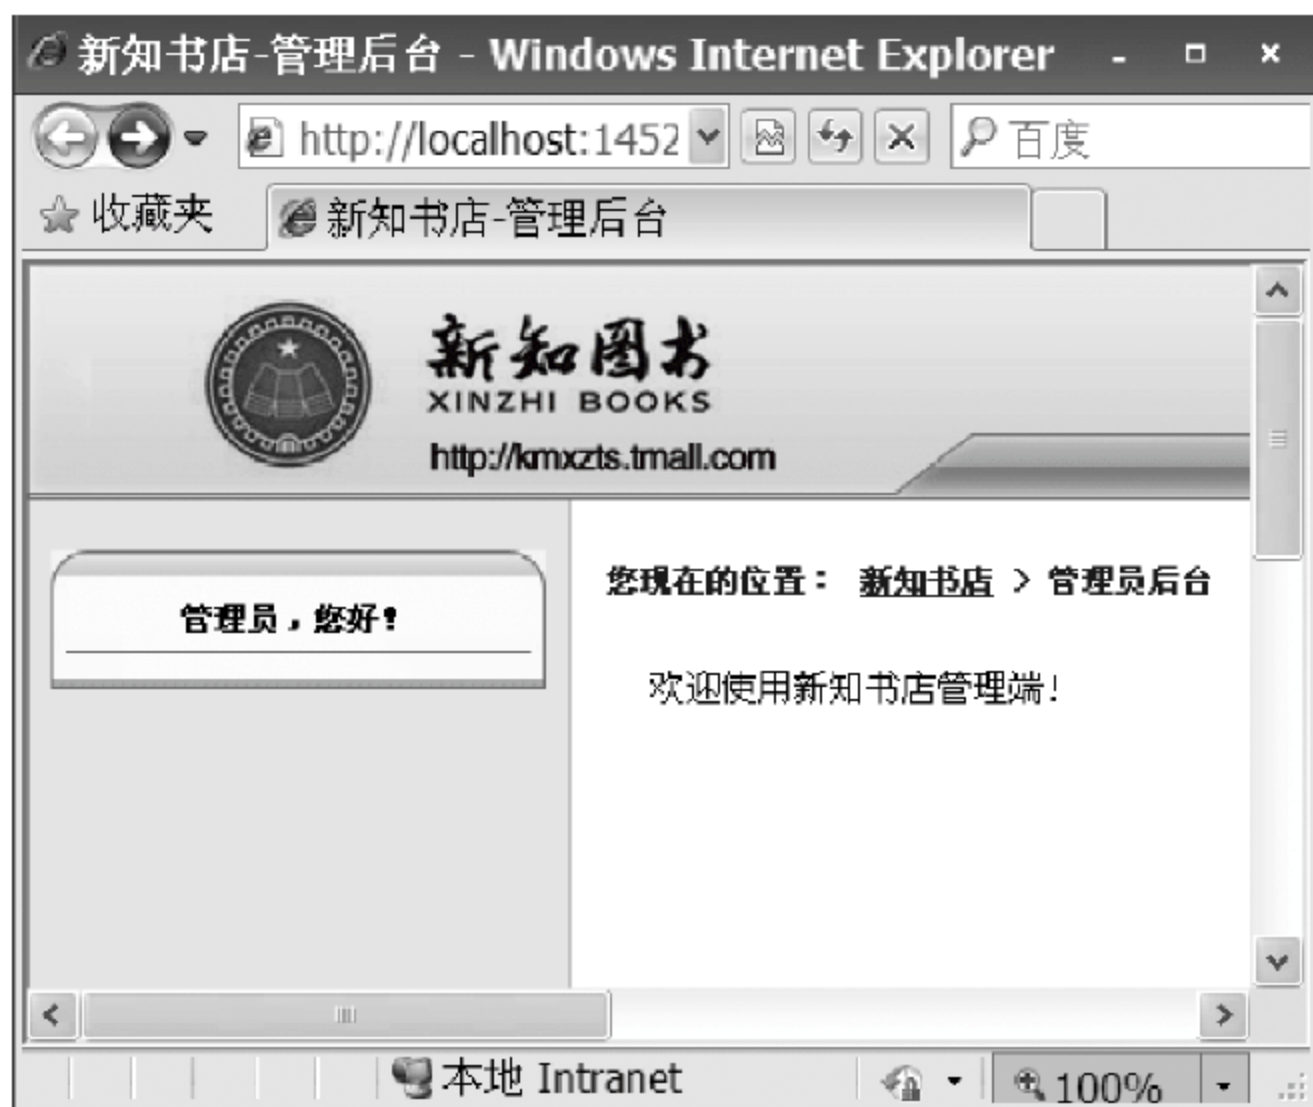 新知书店-管理后台 - Windows Internet Explorer
http://localhost:1452 百度
收藏夹 新知书店-管理后台
新知图书
XINZHI BOOKS
http://kmxzts.tmall.com
您现在的位置： 新知书店 > 管理员后台
管理员，您好！
欢迎使用新知书店管理端！
本地 Intranet 100%